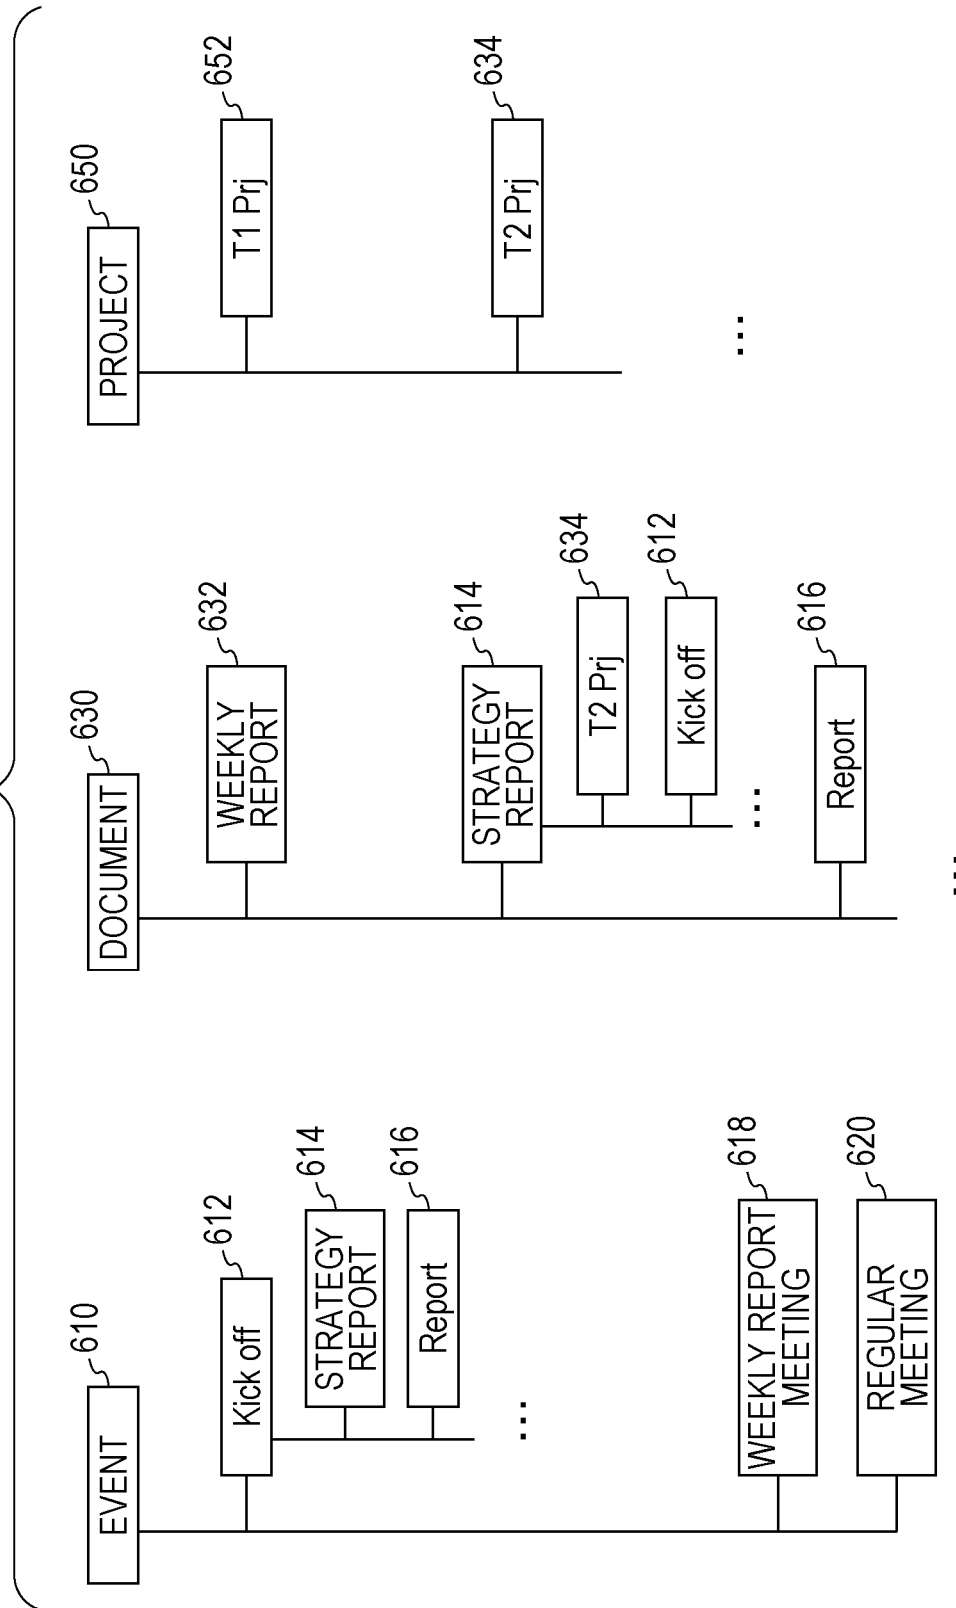 EVENT
610
Kick off
612
STRATEGY
REPORT
614
Report
616
...
WEEKLY REPORT
MEETING
618
REGULAR
MEETING
620
DOCUMENT
630
WEEKLY
REPORT
632
STRATEGY
REPORT
614
T2 Prj
634
Kick off
612
...
Report
616
...
PROJECT
650
T1 Prj
652
T2 Prj
634
...